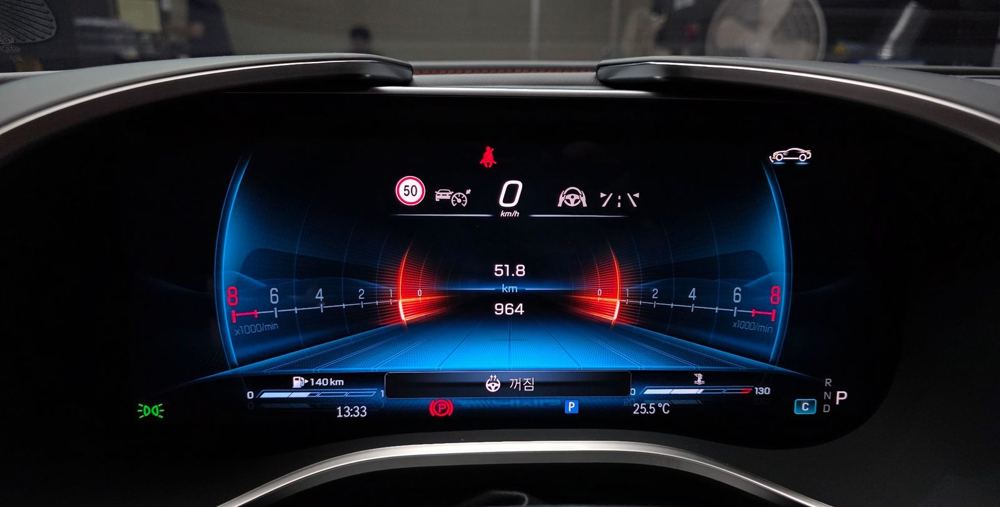 50 0
km/h
51.8
km
964
8 6 4 2 1 0 0 1 2 4 6 8
x1000/min x1000/min
140 km 꺼짐
0 1 0 130
13:33 P P 25.5 °C C
R
N P
D